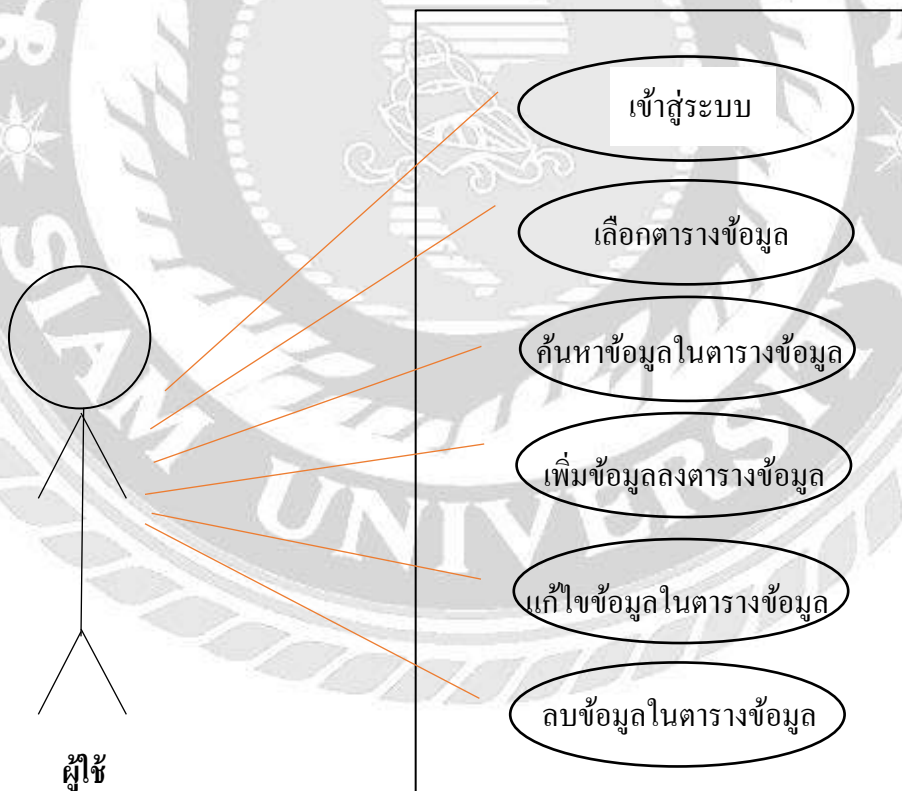 เข้าสู่ระบบ
เลือกตารางข้อมูล
ค้นหาข้อมูลในตารางข้อมูล
เพิ่มข้อมูลลงตารางข้อมูล
แก้ไขข้อมูลในตารางข้อมูล
ลบข้อมูลในตารางข้อมูล
ผู้ใช้
SIAM UNIVERSITY